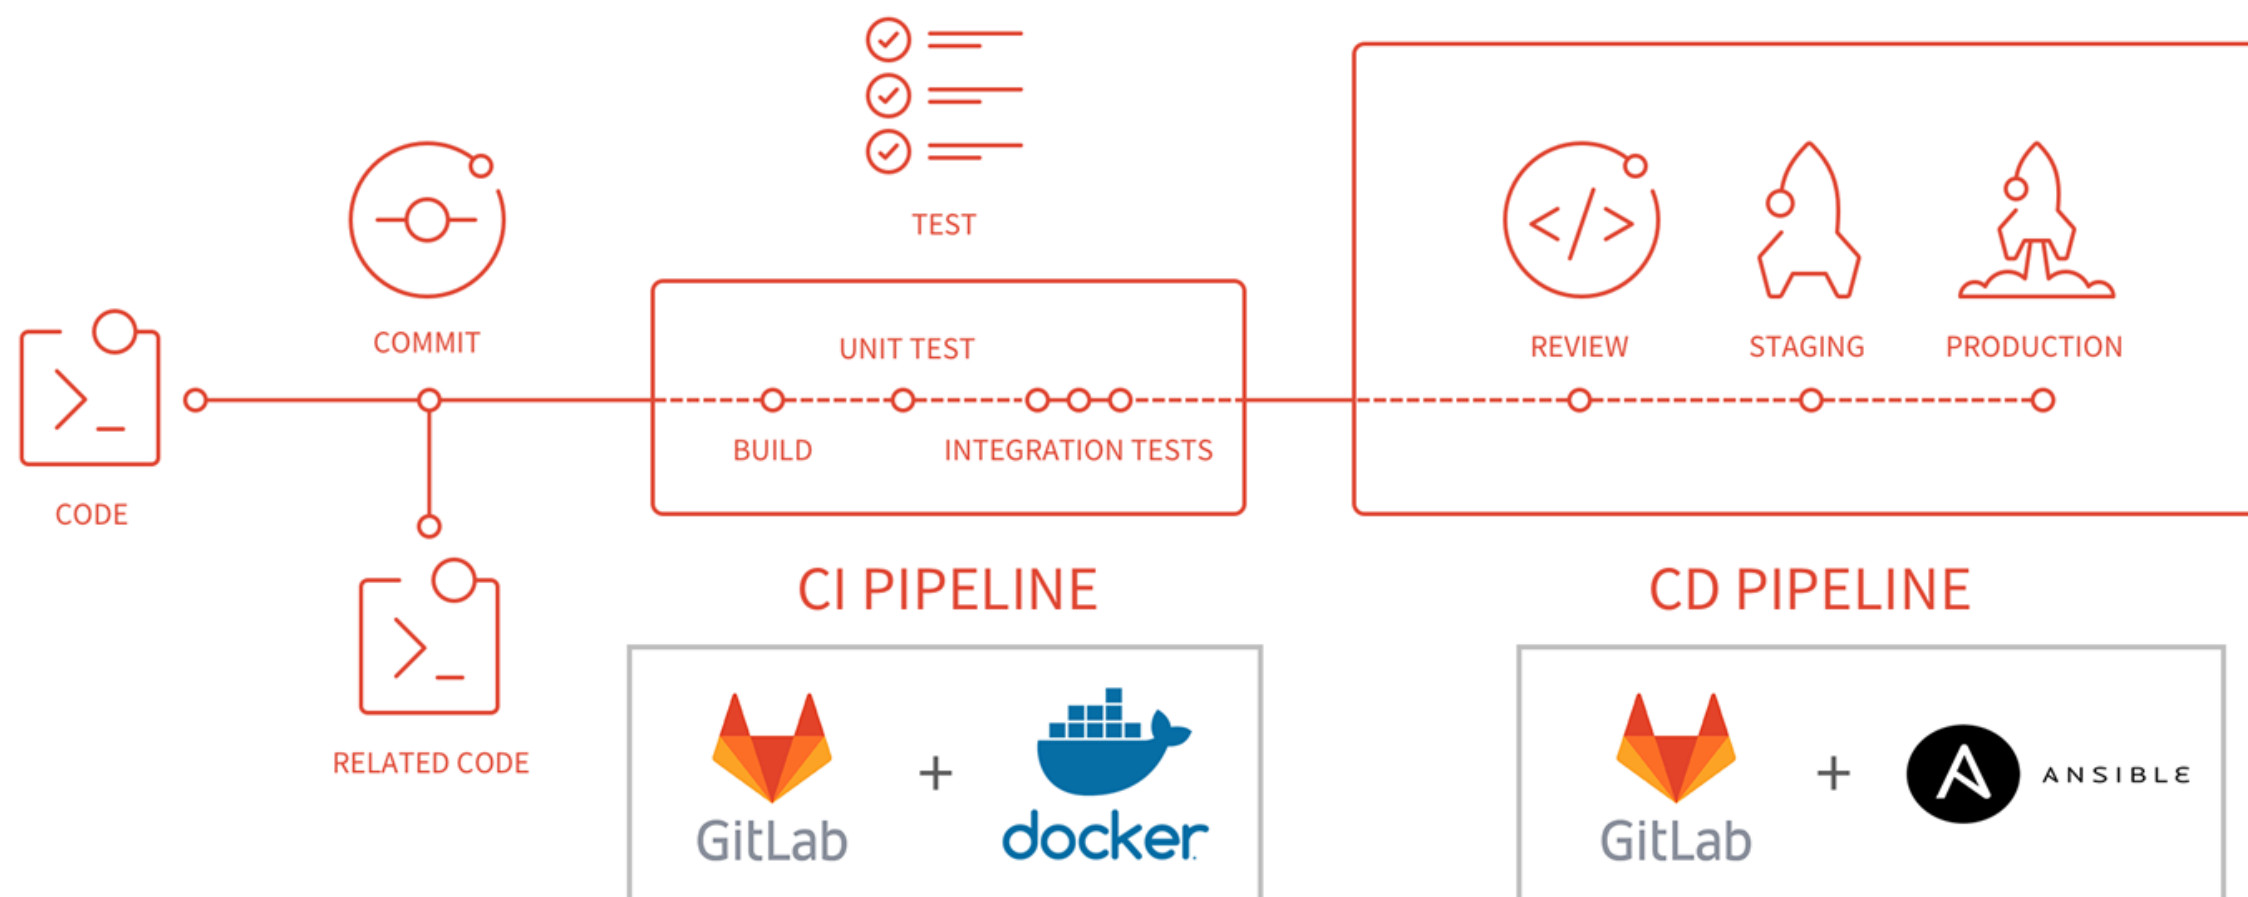 TEST
COMMIT
CODE
RELATED CODE
UNIT TEST
BUILD
INTEGRATION TESTS
CI PIPELINE
GitLab
+
docker
REVIEW
STAGING
PRODUCTION
CD PIPELINE
GitLab
+
ANSIBLE